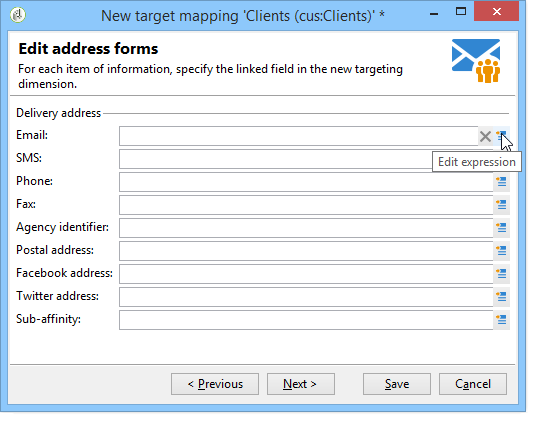 New target mapping 'Clients (cus:Clients)' *
Edit address forms
For each item of information, specify the linked field in the new targeting
dimension.
Delivery address
Email:
SMS:
Edit expression
Phone:
Fax:
Agency identifier:
Postal address:
Facebook address:
Twitter address:
Sub-affinity:
< Previous Next > Save Cancel